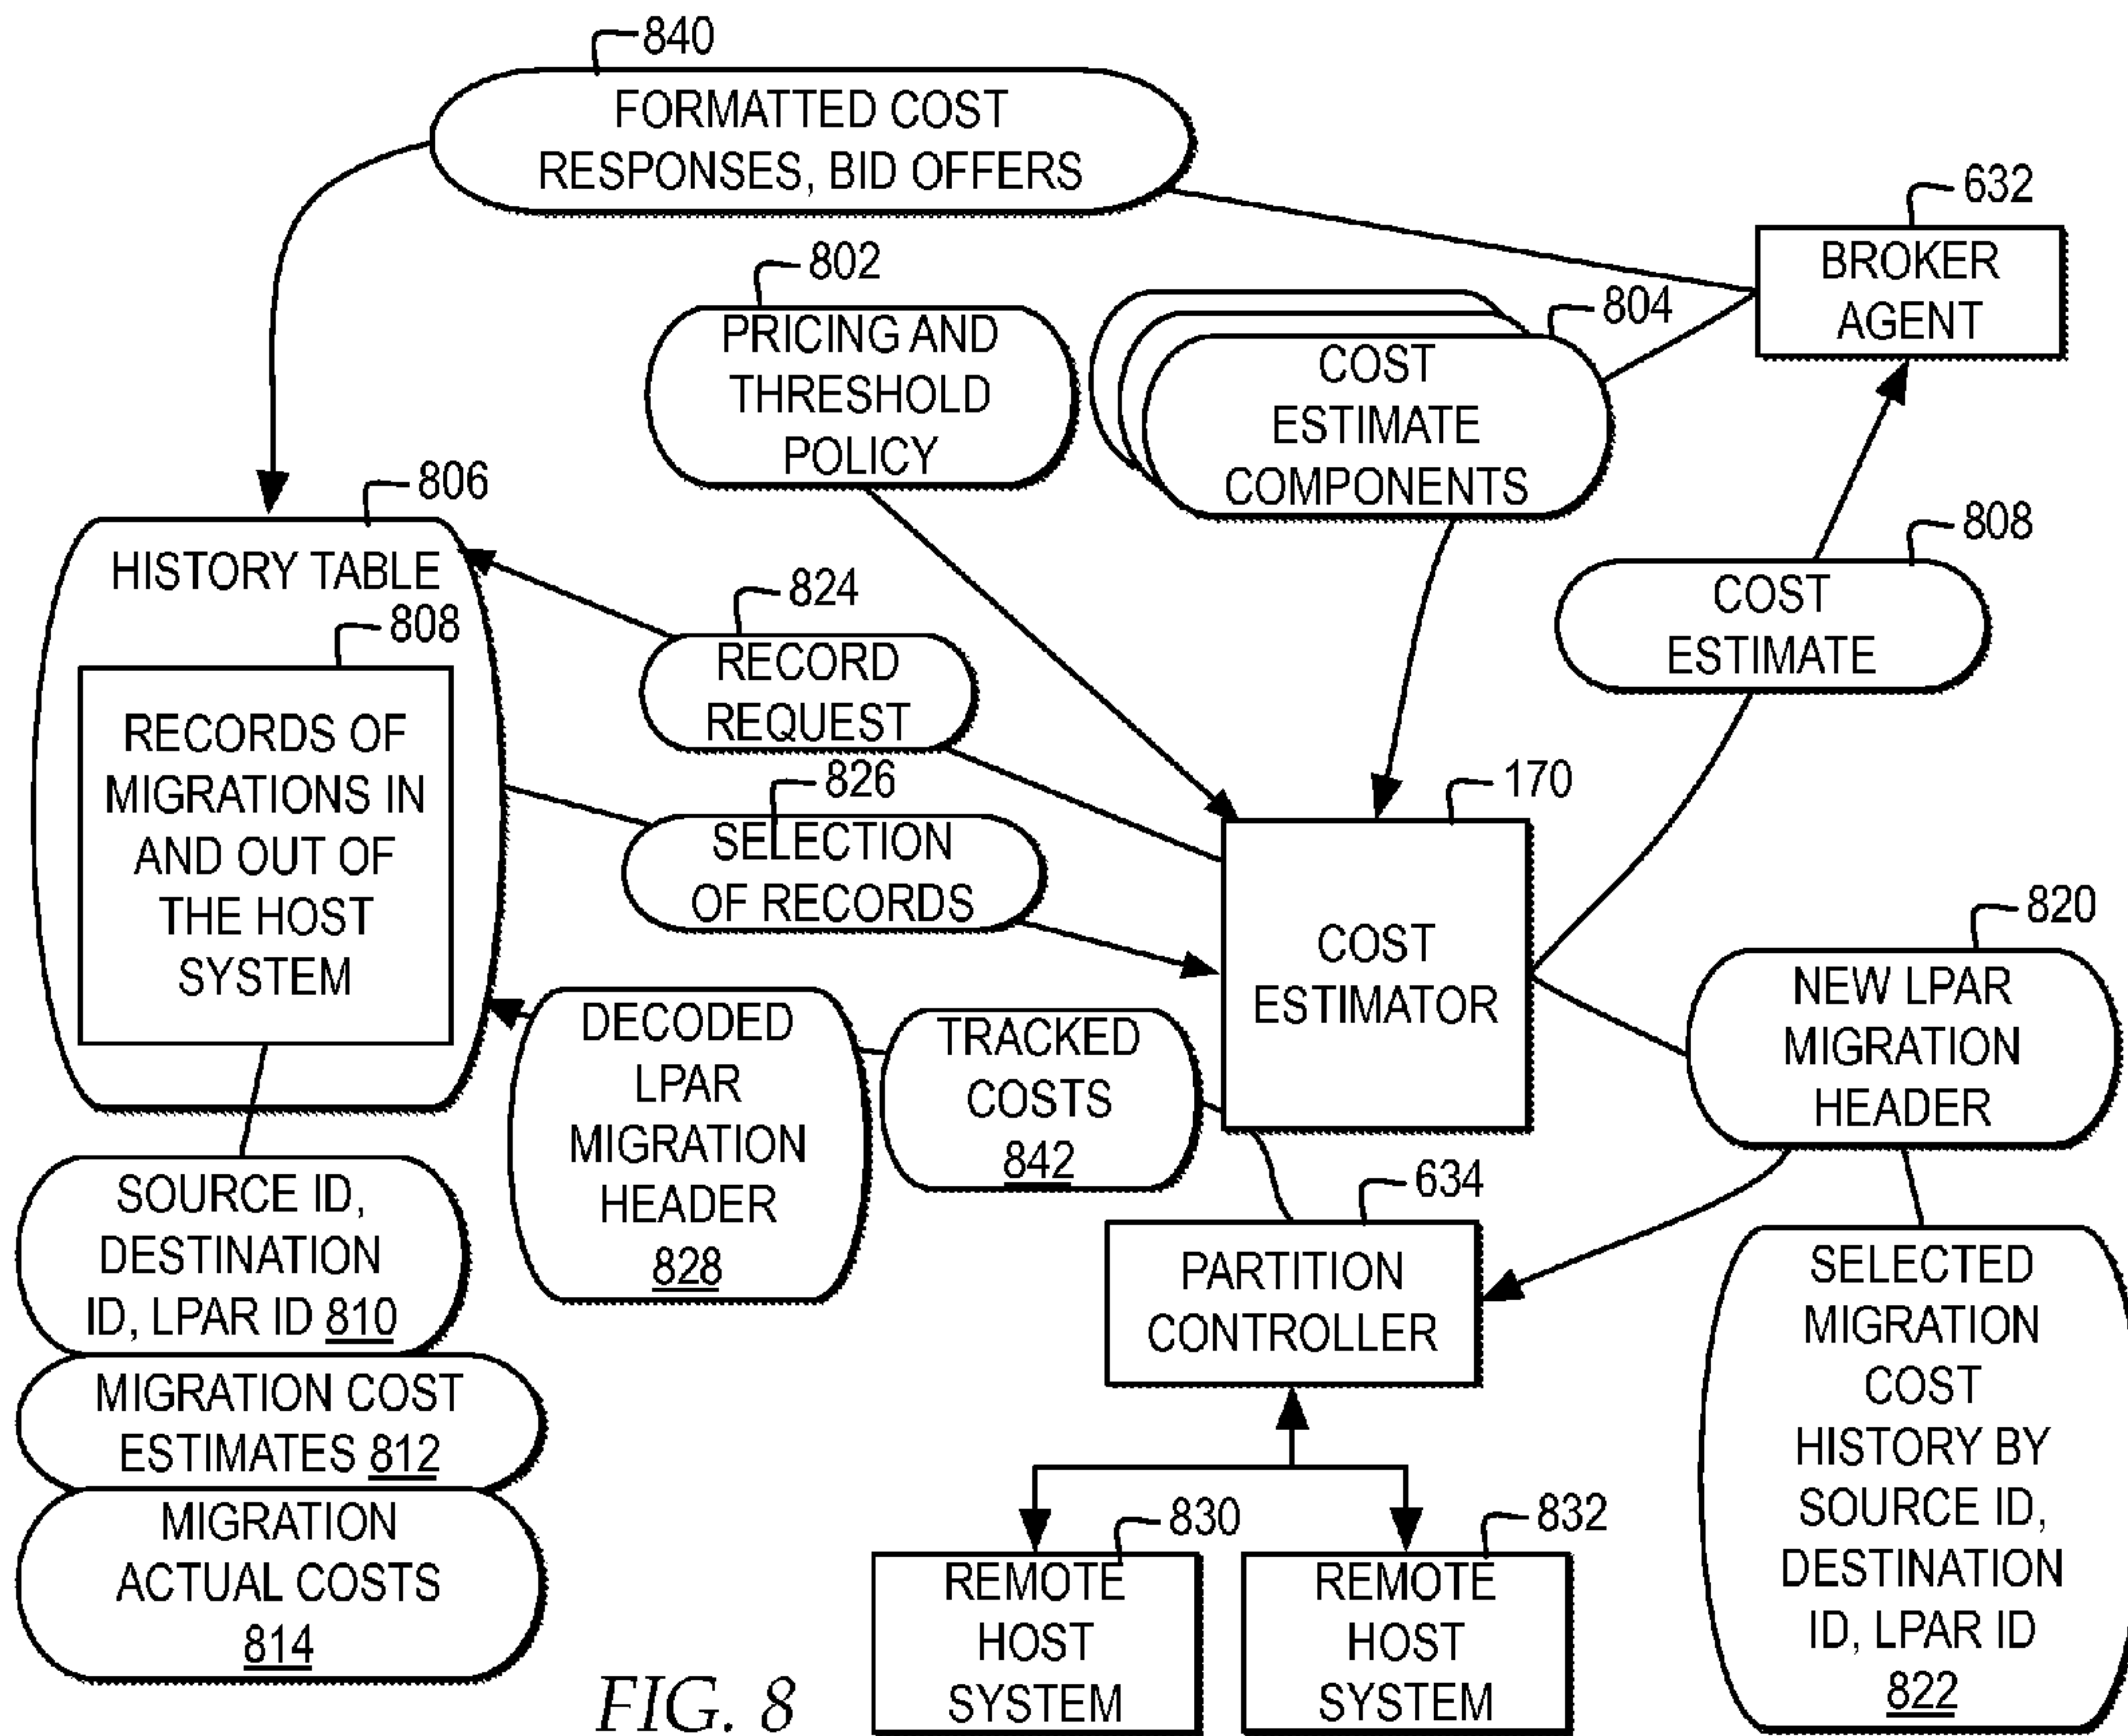 840
FORMATTED COST
RESPONSES, BID OFFERS
632
BROKER
AGENT
802
PRICING AND
THRESHOLD
POLICY
804
COST
ESTIMATE
COMPONENTS
806
HISTORY TABLE
808
RECORDS OF
MIGRATIONS IN
AND OUT OF
THE HOST
SYSTEM
824
RECORD
REQUEST
826
SELECTION
OF RECORDS
808
COST
ESTIMATE
170
COST
ESTIMATOR
820
NEW LPAR
MIGRATION
HEADER
DECODED
LPAR
MIGRATION
HEADER
828
TRACKED
COSTS
842
634
PARTITION
CONTROLLER
SOURCE ID,
DESTINATION
ID, LPAR ID 810
MIGRATION COST
ESTIMATES 812
MIGRATION
ACTUAL COSTS
814
830
REMOTE
HOST
SYSTEM
832
REMOTE
HOST
SYSTEM
SELECTED
MIGRATION
COST
HISTORY BY
SOURCE ID,
DESTINATION
ID, LPAR ID
822
FIG. 8